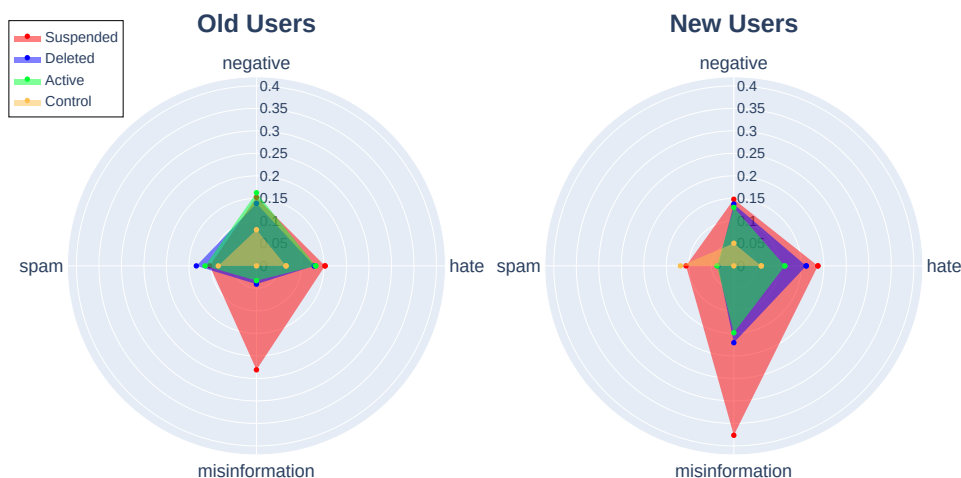 Old Users
New Users
Suspended
Deleted
Active
Control
negative
0.4
0.35
0.3
0.25
0.2
0.15
0.1
0.05
0
spam
hate
misinformation
negative
0.4
0.35
0.3
0.25
0.2
0.15
0.1
0.05
0
spam
hate
misinformation